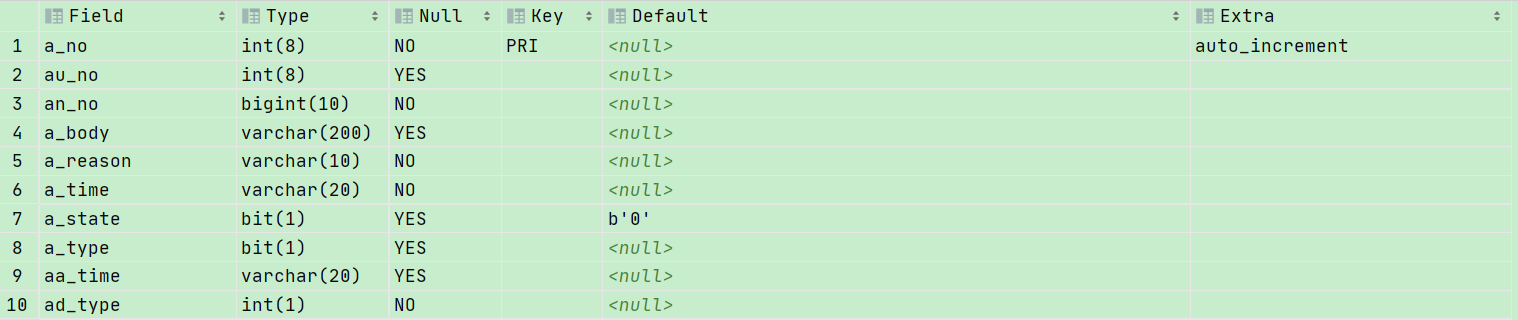 Field Type Null Key Default Extra
1 a_no int(8) NO PRI <null> auto_increment
2 au_no int(8) YES <null>
3 an_no bigint(10) NO <null>
4 a_body varchar(200) YES <null>
5 a_reason varchar(10) NO <null>
6 a_time varchar(20) NO <null>
7 a_state bit(1) YES b'0'
8 a_type bit(1) YES <null>
9 aa_time varchar(20) YES <null>
10 ad_type int(1) NO <null>